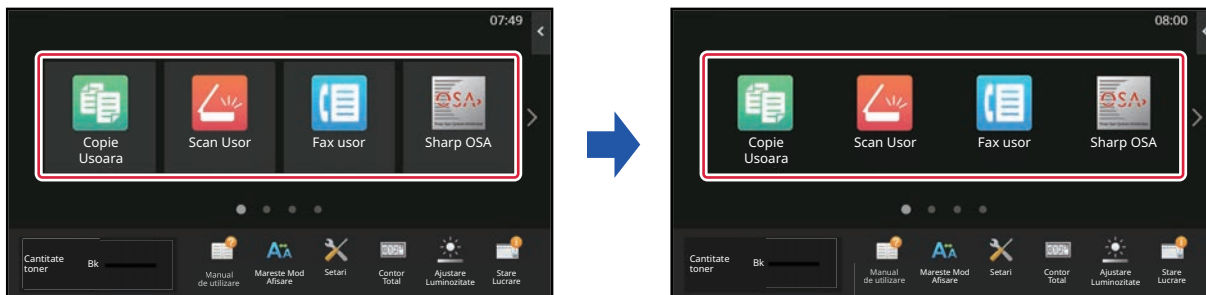 07:49
OSA
Copie
Usoara
Scan Usor
Fax usor
Sharp OSA
Cantitate
toner
Bk
Manual
de utilizare
Mareste Mod
Afisare
Setari
Contor
Total
Ajustare
Luminozitate
Stare
Lucrare
08:00
OSA
Copie
Usoara
Scan Usor
Fax usor
Sharp OSA
Cantitate
toner
Bk
Manual
de utilizare
Mareste Mod
Afisare
Setari
Contor
Total
Ajustare
Luminozitate
Stare
Lucrare